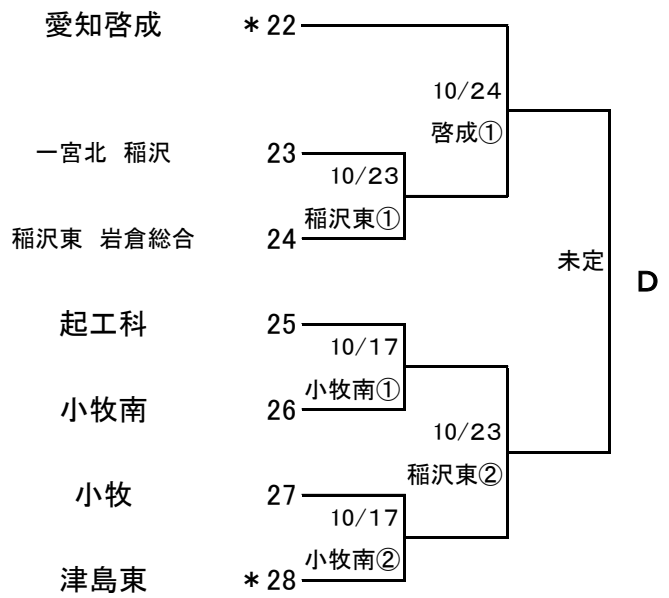 愛知啓成 *22
10/24
啓成①
一宮北 稲沢 23
10/23
稲沢東①
稲沢東 岩倉総合 24
未定
D
起工科 25
10/17
小牧南①
小牧南 26
10/23
稲沢東②
小牧 27
10/17
小牧南②
津島東 *28